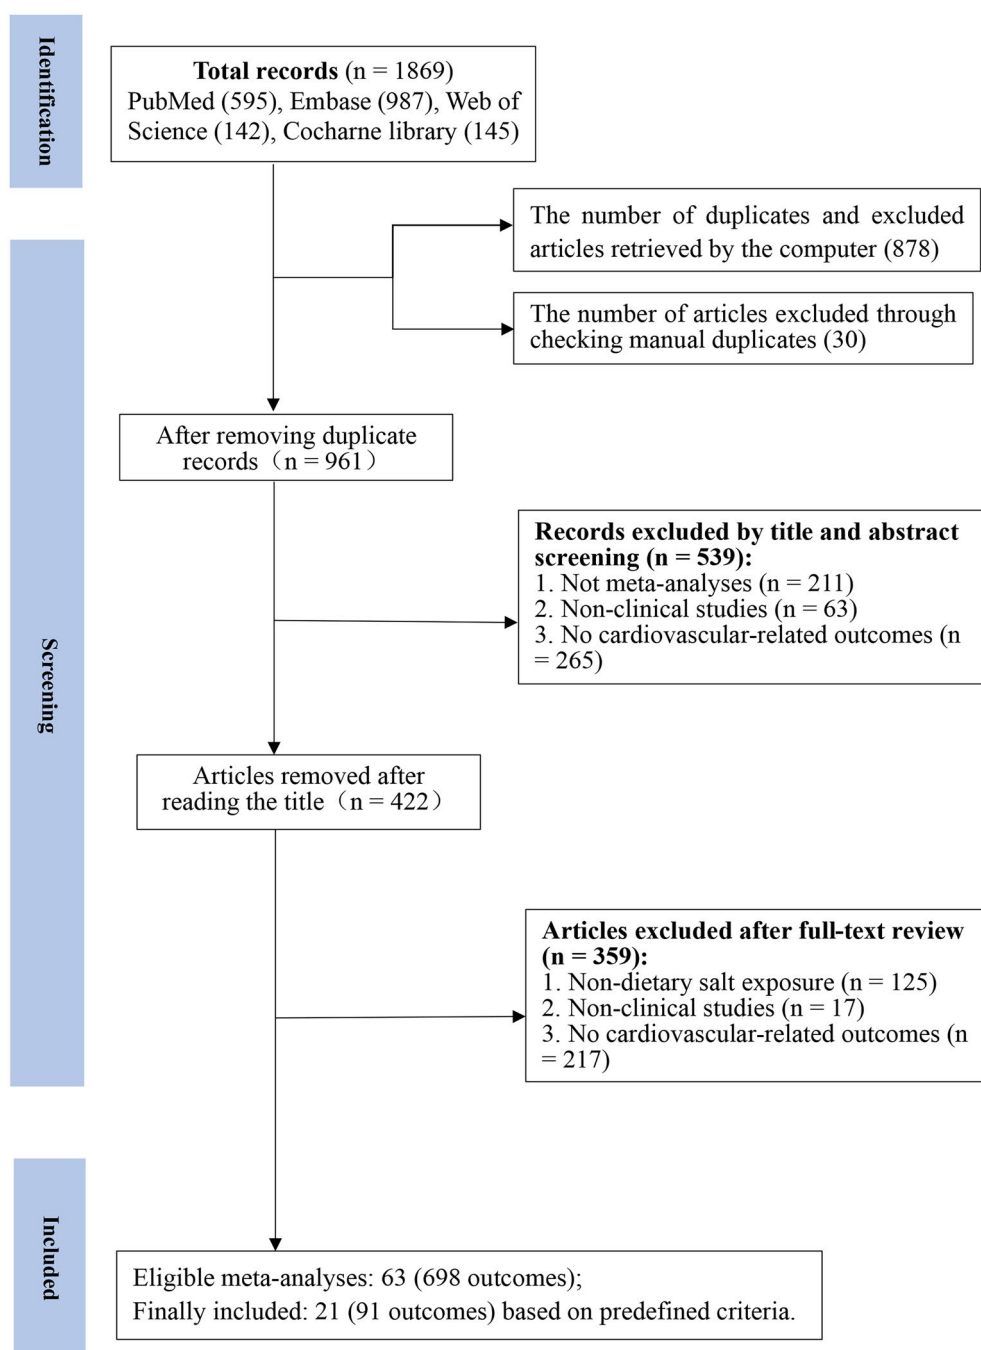 Identification
Total records (n = 1869)
PubMed (595), Embase (987), Web of
Science (142), Cocharne library (145)
The number of duplicates and excluded
articles retrieved by the computer (878)
The number of articles excluded through
checking manual duplicates (30)
After removing duplicate
records（n = 961）
Screening
Records excluded by title and abstract
screening (n = 539):
1. Not meta-analyses (n = 211)
2. Non-clinical studies (n = 63)
3. No cardiovascular-related outcomes (n
= 265)
Articles removed after
reading the title（n = 422）
Articles excluded after full-text review
(n = 359):
1. Non-dietary salt exposure (n = 125)
2. Non-clinical studies (n = 17)
3. No cardiovascular-related outcomes (n
= 217)
Included
Eligible meta-analyses: 63 (698 outcomes);
Finally included: 21 (91 outcomes) based on predefined criteria.